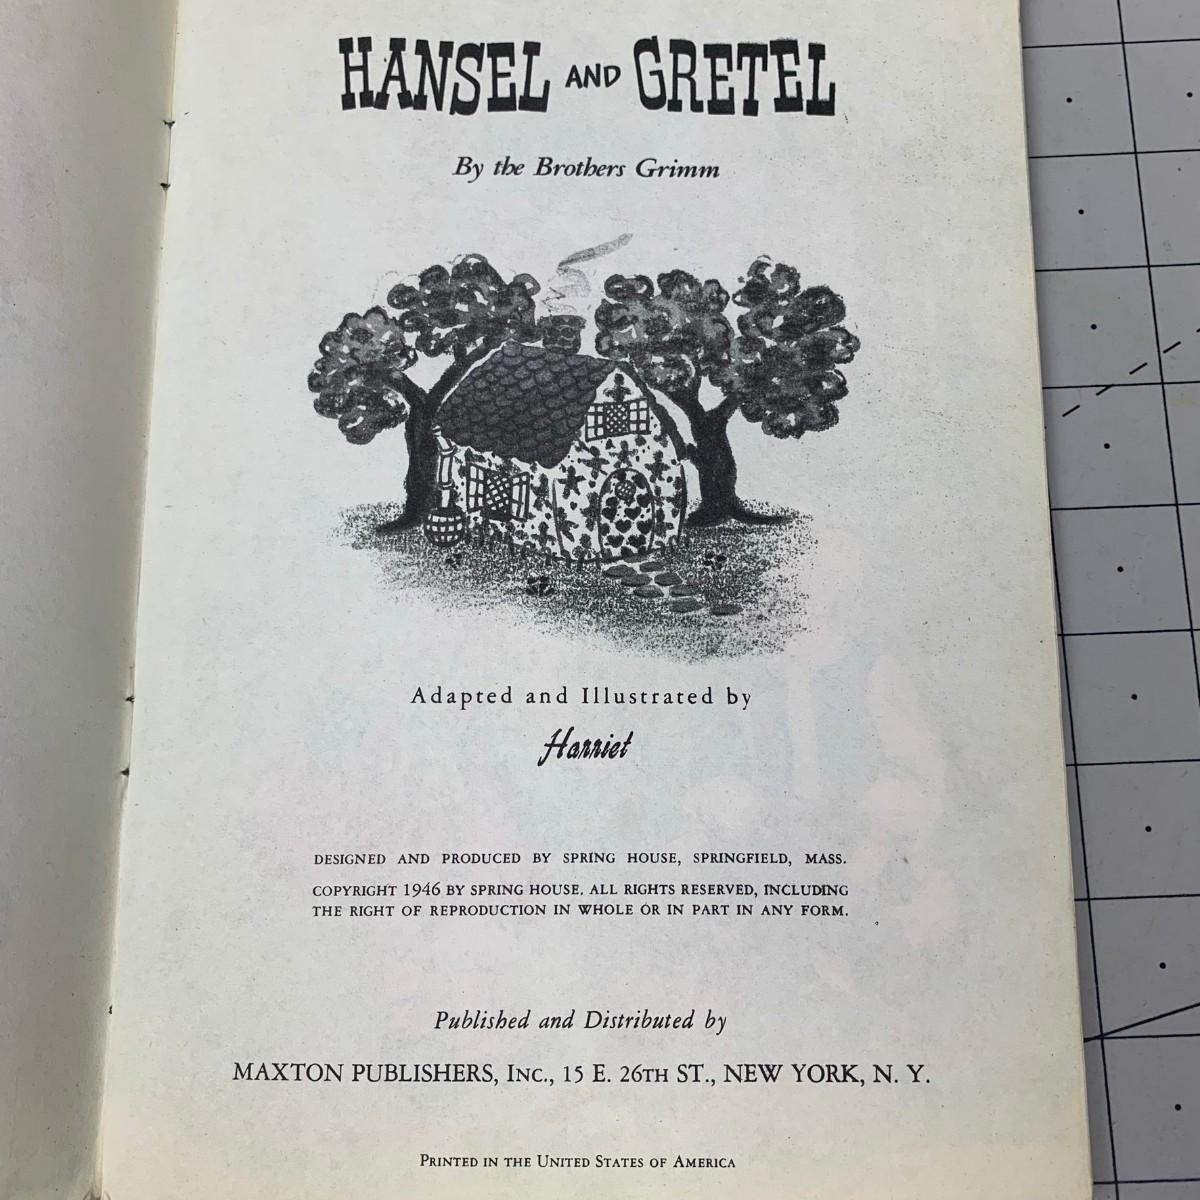 HANSEL AND GRETEL
By the Brothers Grimm
Adapted and Illustrated by
Harriet
DESIGNED AND PRODUCED BY SPRING HOUSE, SPRINGFIELD, MASS.
COPYRIGHT 1946 BY SPRING HOUSE. ALL RIGHTS RESERVED, INCLUDING
THE RIGHT OF REPRODUCTION IN WHOLE OR IN PART IN ANY FORM.
Published and Distributed by
MAXTON PUBLISHERS, INC., 15 E. 26TH ST., NEW YORK, N. Y.
PRINTED IN THE UNITED STATES OF AMERICA